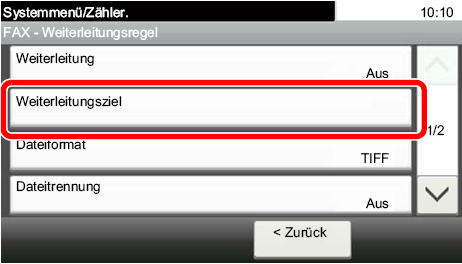 Systemmenü/Zähler.
10:10
FAX - Weiterleitungsregel
Weiterleitung
Aus
Weiterleitungsziel
1/2
Dateiformat
TIFF
Dateitrennung
Aus
< Zurück